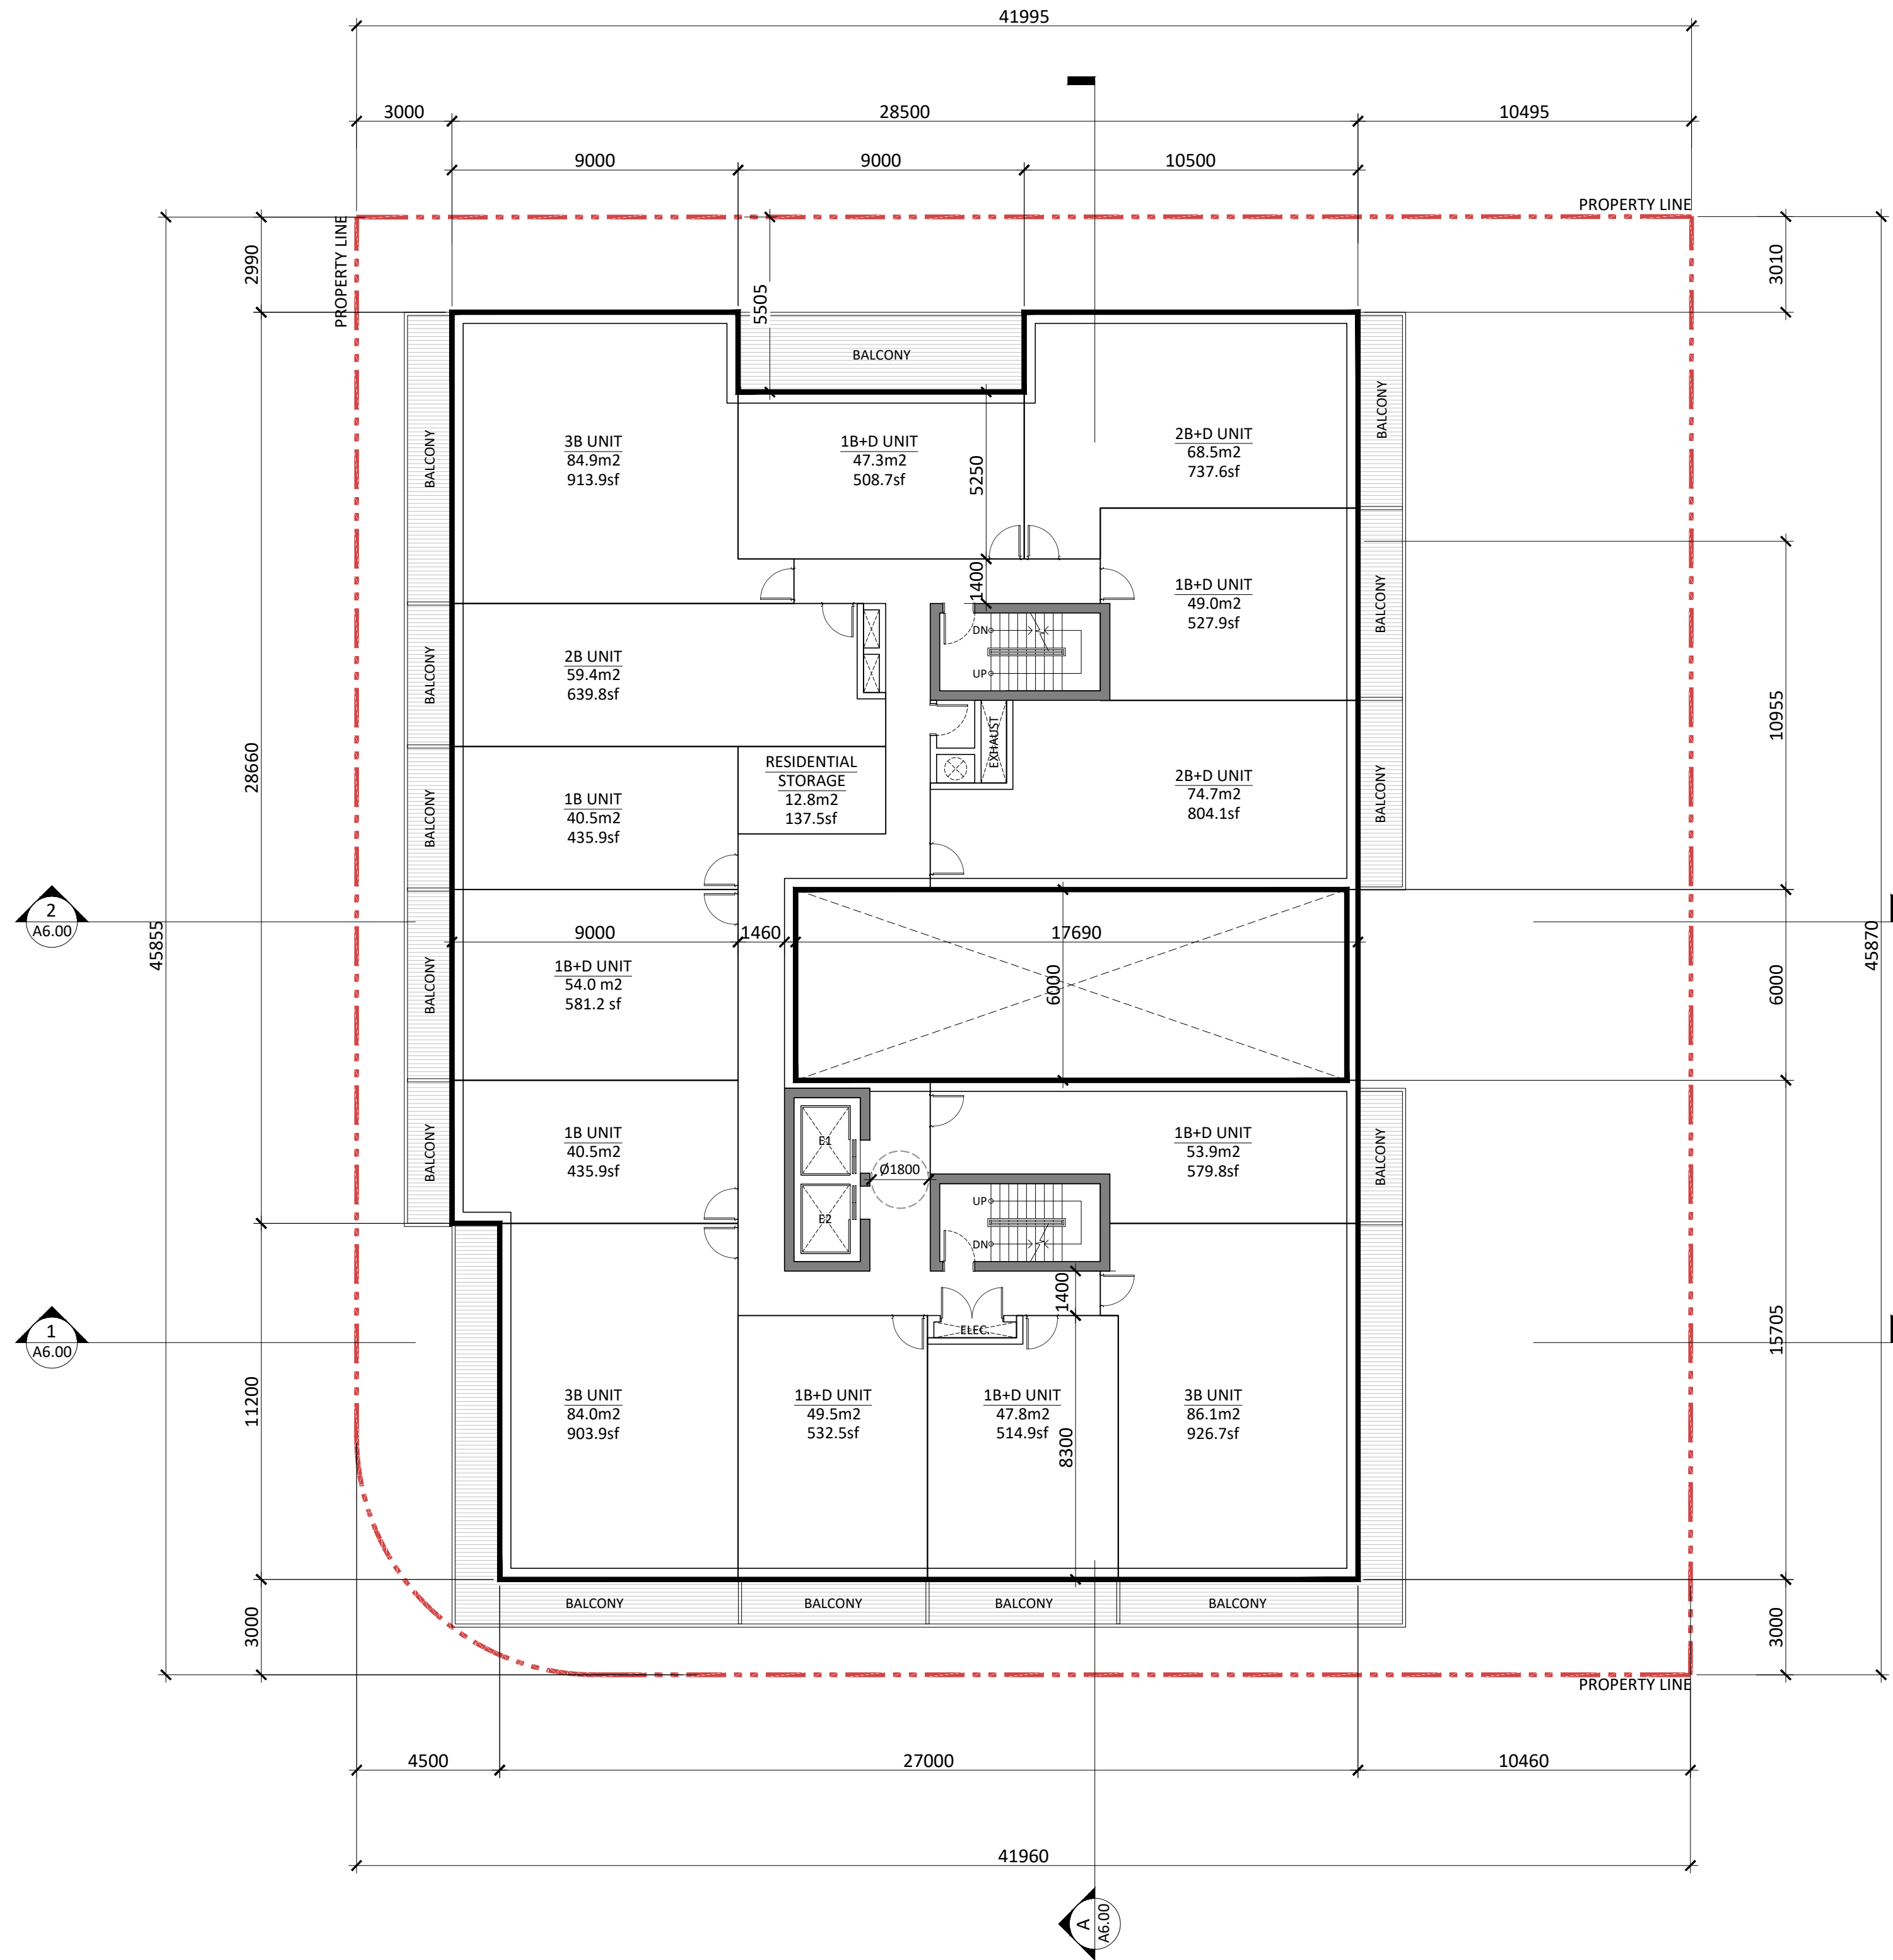 41995
3000
28500
10495
9000
9000
10500
PROPERTY LINE
PROPERTY LINE
2990
5505
3010
BALCONY
BALCONY
BALCONY
3B UNIT
84.9m2
913.9sf
1B+D UNIT
47.3m2
508.7sf
5250
2B+D UNIT
68.5m2
737.6sf
1400
1B+D UNIT
49.0m2
527.9sf
BALCONY
DN
UP
BALCONY
2B UNIT
59.4m2
639.8sf
EXHAUST
10955
28660
RESIDENTIAL
STORAGE
12.8m2
137.5sf
BALCONY
1B UNIT
40.5m2
435.9sf
2B+D UNIT
74.7m2
804.1sf
BALCONY
2
A6.00
45855
9000
1460
17690
45870
BALCONY
1B+D UNIT
54.0 m2
581.2 sf
6000
6000
BALCONY
1B UNIT
40.5m2
435.9sf
E1
Ø1800
E2
1B+D UNIT
53.9m2
579.8sf
BALCONY
UP
DN
1400
ELEC.
1
A6.00
15705
11200
3B UNIT
84.0m2
903.9sf
1B+D UNIT
49.5m2
532.5sf
1B+D UNIT
47.8m2
514.9sf
8300
3B UNIT
86.1m2
926.7sf
BALCONY
BALCONY
BALCONY
BALCONY
3000
3000
PROPERTY LINE
4500
27000
10460
41960
A
A6.00